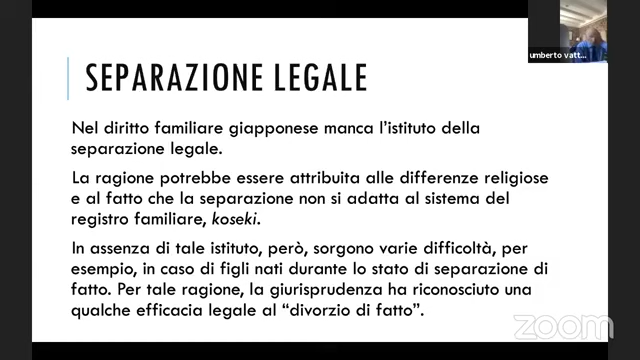 umberto vatt...
SEPARAZIONE LEGALE
Nel diritto familiare giapponese manca l'istituto della
separazione legale.
La ragione potrebbe essere attribuita alle differenze religiose
e al fatto che la separazione non si adatta al sistema del
registro familiare, koseki.
In assenza di tale istituto, però, sorgono varie difficoltà, per
esempio, in caso di figli nati durante lo stato di separazione di
fatto. Per tale ragione, la giurisprudenza ha riconosciuto una
qualche efficacia legale al “divorzio di fatto”.
zoom